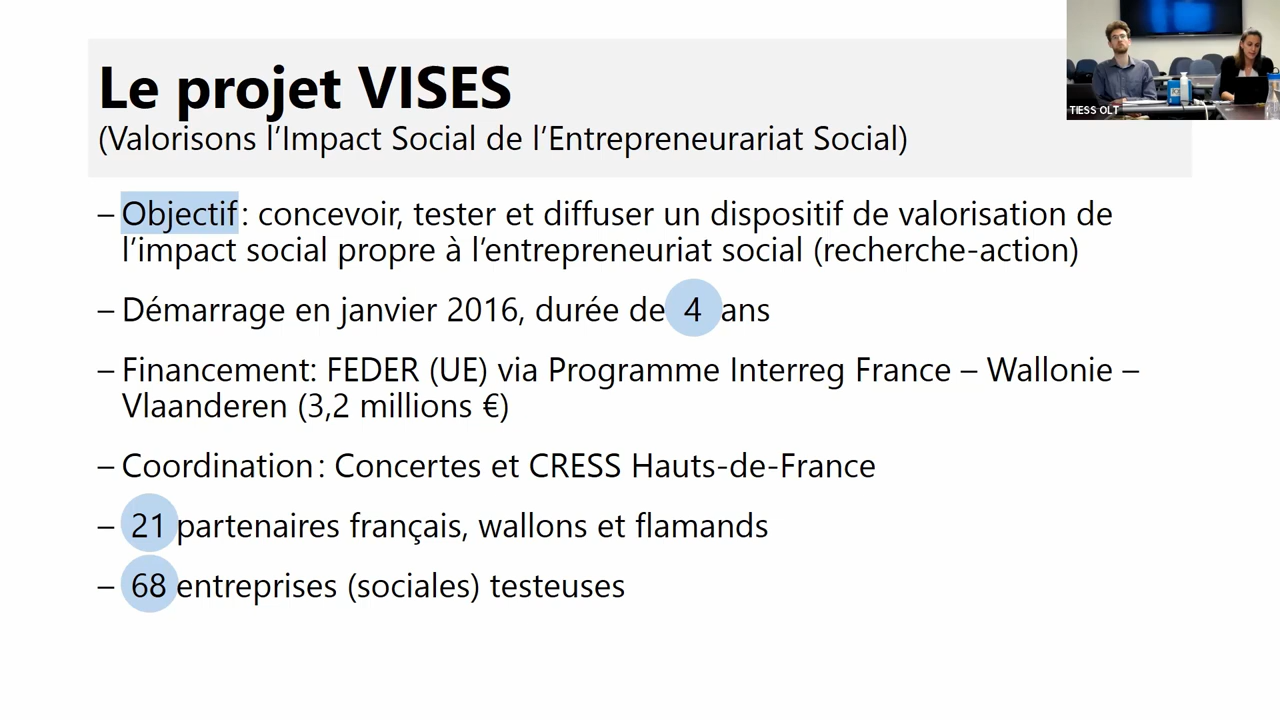 Le projet VISES
(Valorisons l’Impact Social de l’Entrepreneurariat Social)
TIESS OLT
– Objectif : concevoir, tester et diffuser un dispositif de valorisation de
l’impact social propre à l’entrepreneuriat social (recherche-action)
– Démarrage en janvier 2016, durée de 4 ans
– Financement: FEDER (UE) via Programme Interreg France – Wallonie –
Vlaanderen (3,2 millions €)
– Coordination : Concertes et CRESS Hauts-de-France
– 21 partenaires français, wallons et flamands
– 68 entreprises (sociales) testeuses